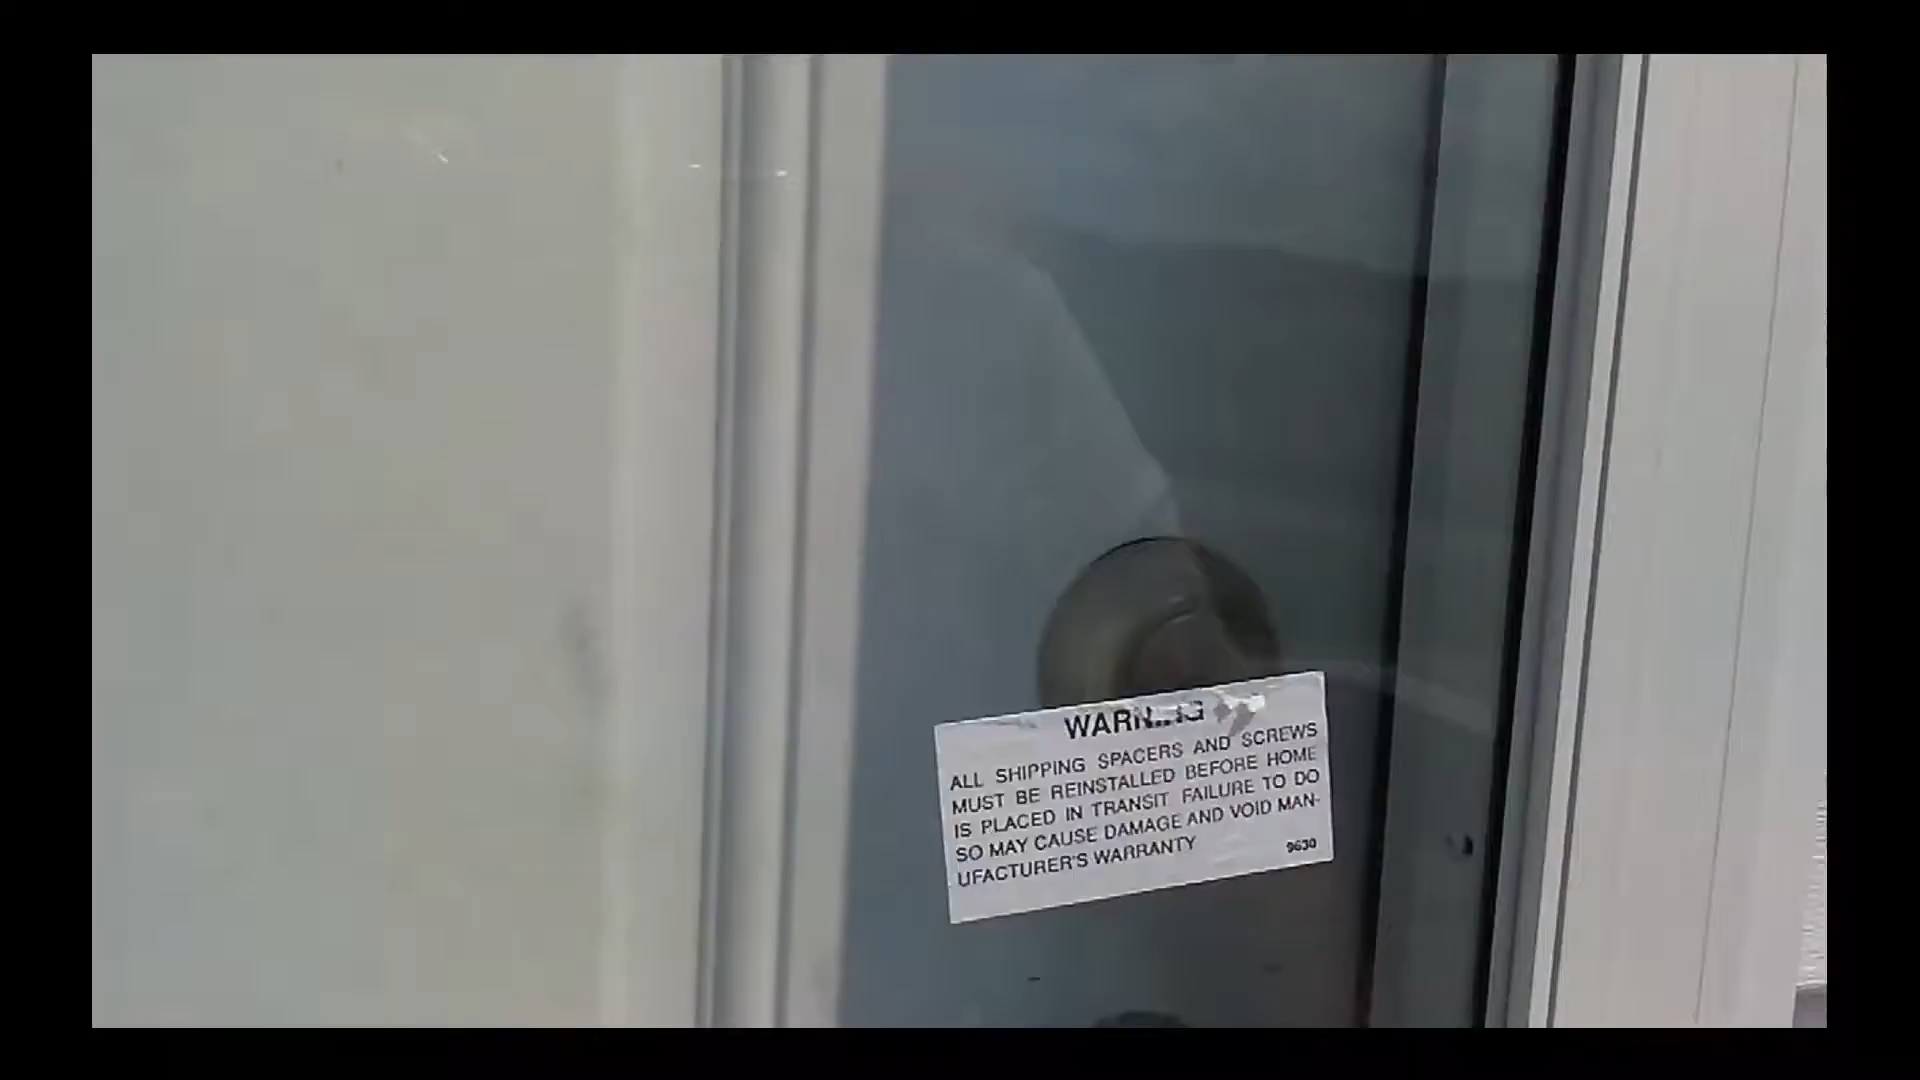 WARNING
ALL SHIPPING SPACERS AND SCREWS
MUST BE REINSTALLED BEFORE HOME
IS PLACED IN TRANSIT FAILURE TO DO
SO MAY CAUSE DAMAGE AND VOID MAN-
UFACTURER'S WARRANTY
9630